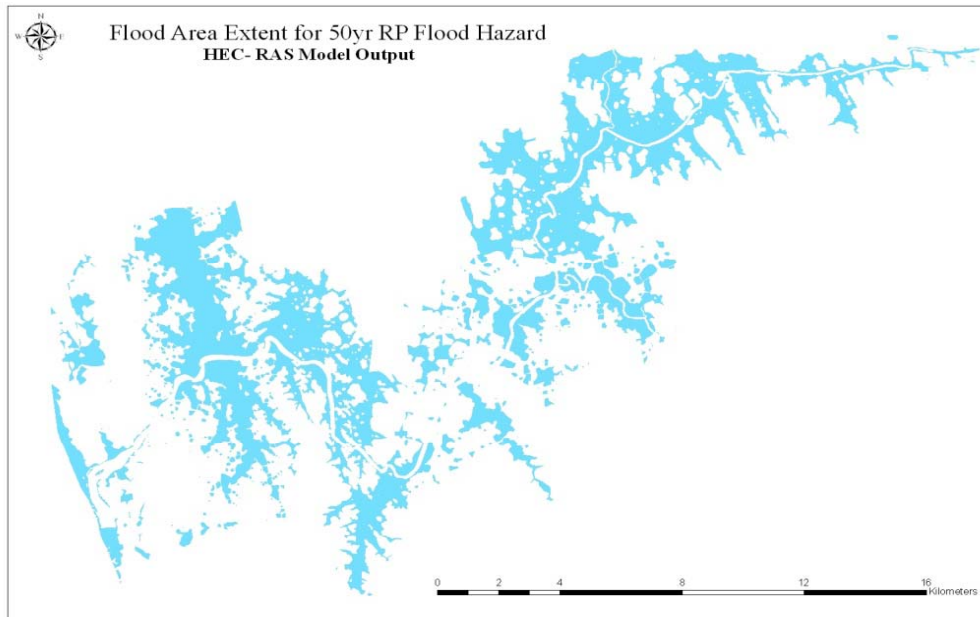 N
W E
S
Flood Area Extent for 50yr RP Flood Hazard
HEC- RAS Model Output
0 2 4 8 12 16
Kilometers